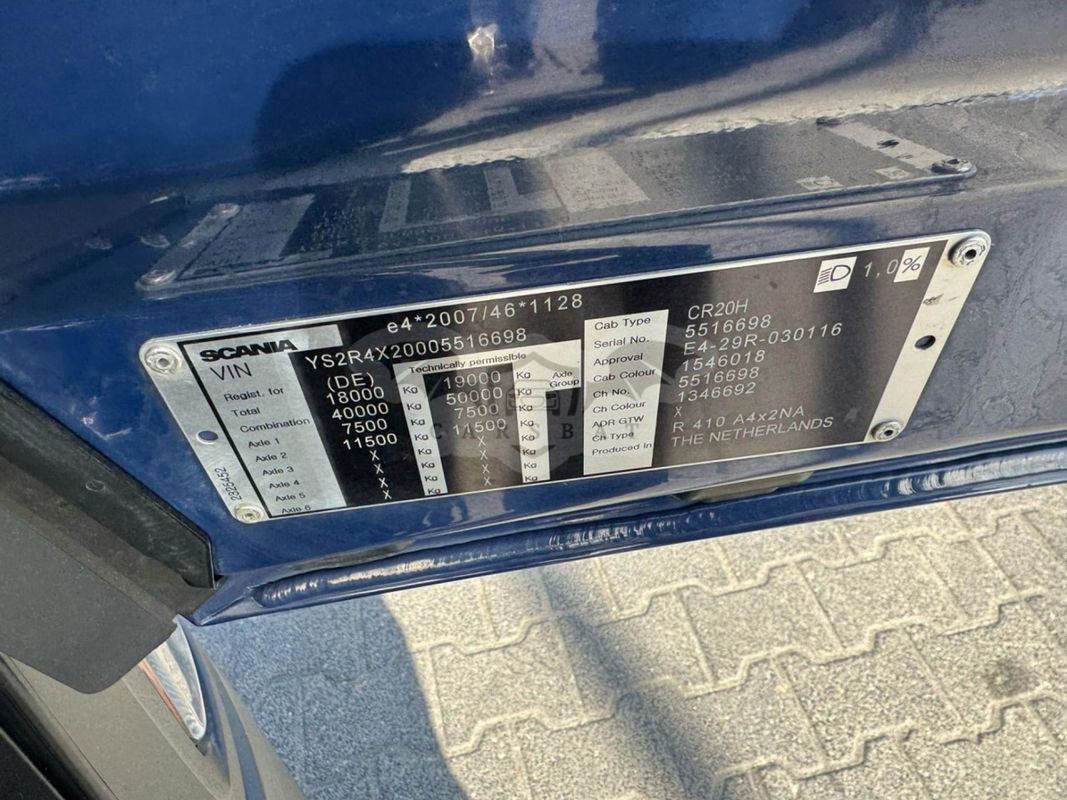 1,0%
e4*2007/46*1128
SCANIA
VIN YS2R4X20005516698
Regist. for (DE) Technically permissible
Total 18000 Kg 19000 Kg Axle Group
Combination 40000 Kg 50000 Kg
Axle 1 7500 Kg 7500 Kg
Axle 2 11500 Kg 11500 Kg
Axle 3 X Kg X Kg
Axle 4 X Kg X Kg
Axle 5 X Kg X Kg
Axle 6 X Kg X Kg
2325452
Cab Type CR20H
Serial No. 5516698
Approval E4-29R-030116
Cab Colour 1546018
Ch No. 5516698
Ch Colour 1346692
ADR GTW X
Ch Type R 410 A4x2NA
Produced in THE NETHERLANDS
CARSBAT